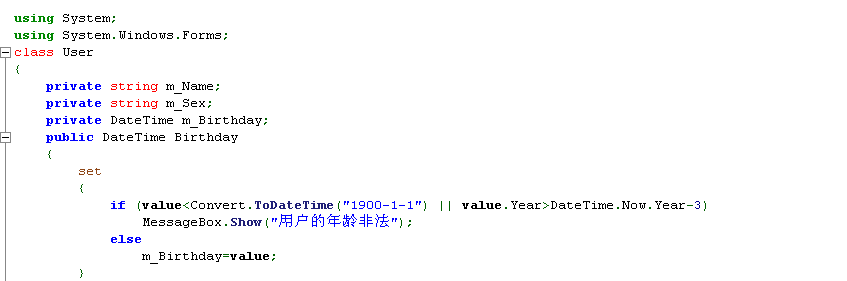 using System;
using System.Windows.Forms;
class User
{
    private string m_Name;
    private string m_Sex;
    private DateTime m_Birthday;
    public DateTime Birthday
    {
        set
        {
            if (value<Convert.ToDateTime("1900-1-1") || value.Year>DateTime.Now.Year-3)
                MessageBox.Show("用户的年龄非法");
            else
                m_Birthday=value;
        }